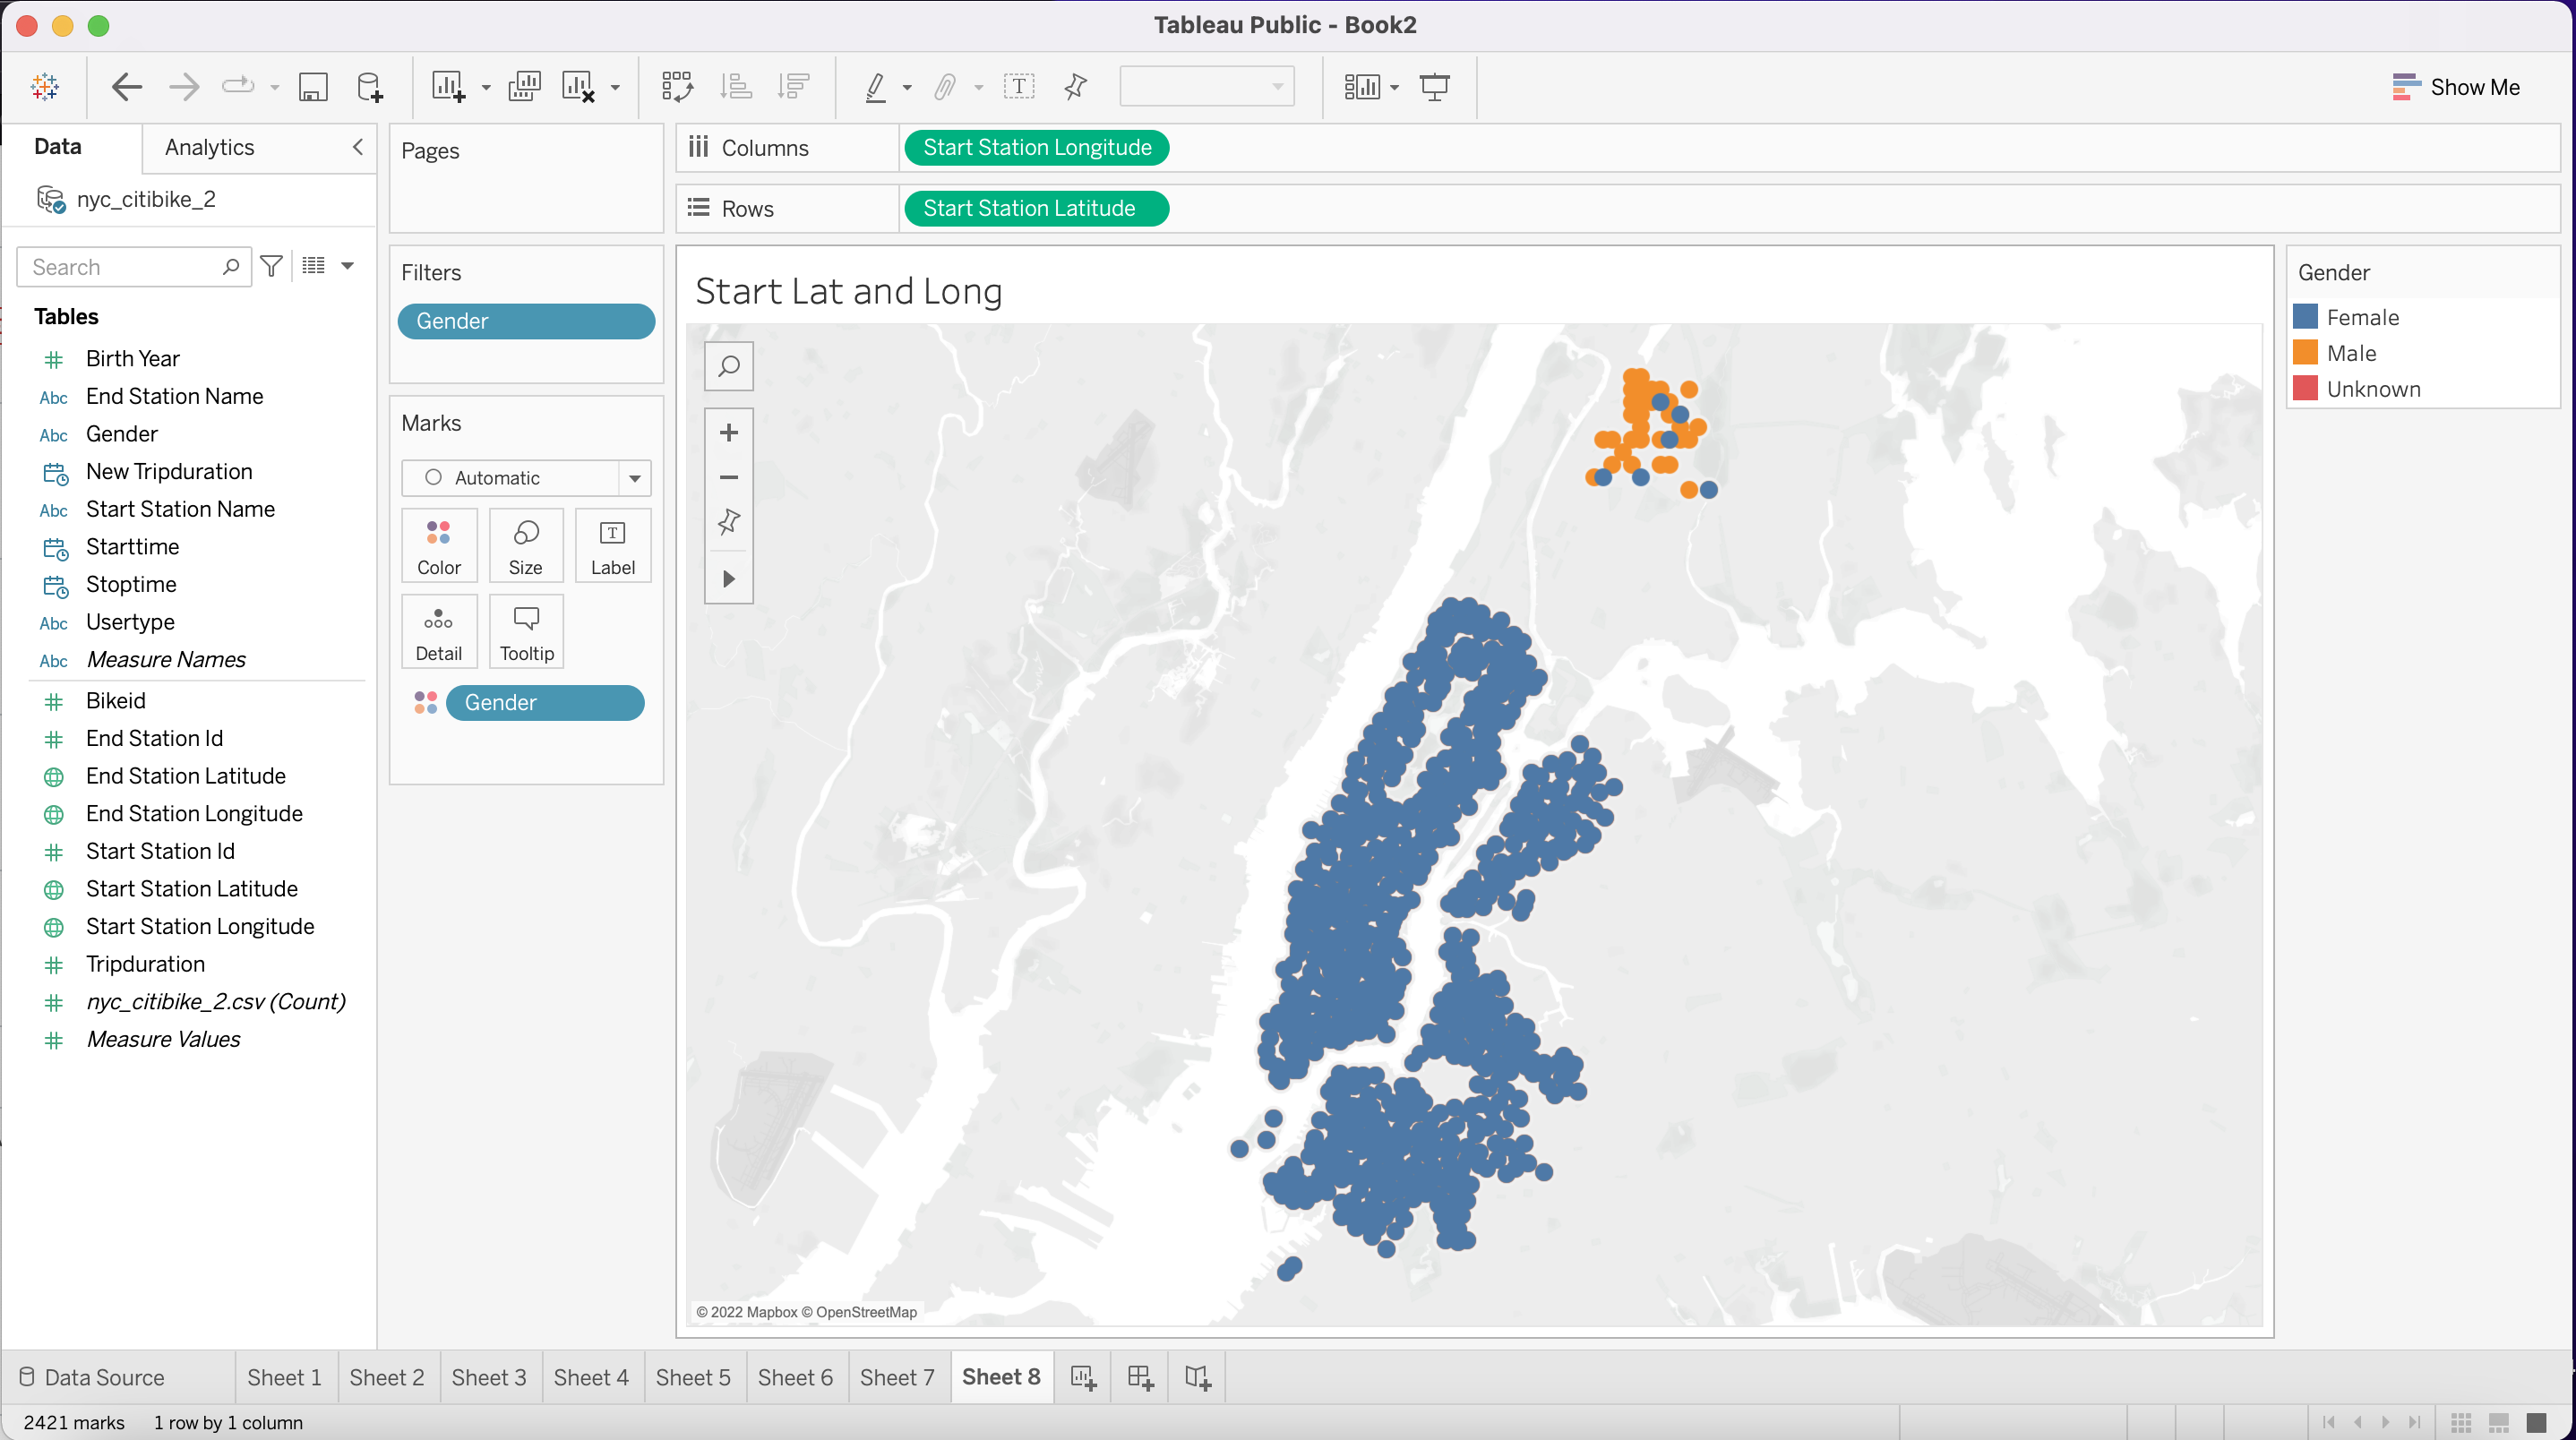 Tableau Public - Book2
Show Me
Data
Analytics
nyc_citibike_2
Search
Tables
Birth Year
Abc End Station Name
Abc Gender
New Tripduration
Abc Start Station Name
Starttime
Stoptime
Abc Usertype
Abc Measure Names
Bikeid
End Station Id
End Station Latitude
End Station Longitude
Start Station Id
Start Station Latitude
Start Station Longitude
Tripduration
nyc_citibike_2.csv (Count)
Measure Values
Pages
Filters
Gender
Marks
Automatic
Color
Size
T
Label
Detail
Tooltip
Gender
Columns
Start Station Longitude
Rows
Start Station Latitude
Start Lat and Long
© 2022 Mapbox © OpenStreetMap
Gender
Female
Male
Unknown
Data Source
Sheet 1
Sheet 2
Sheet 3
Sheet 4
Sheet 5
Sheet 6
Sheet 7
Sheet 8
2421 marks
1 row by 1 column